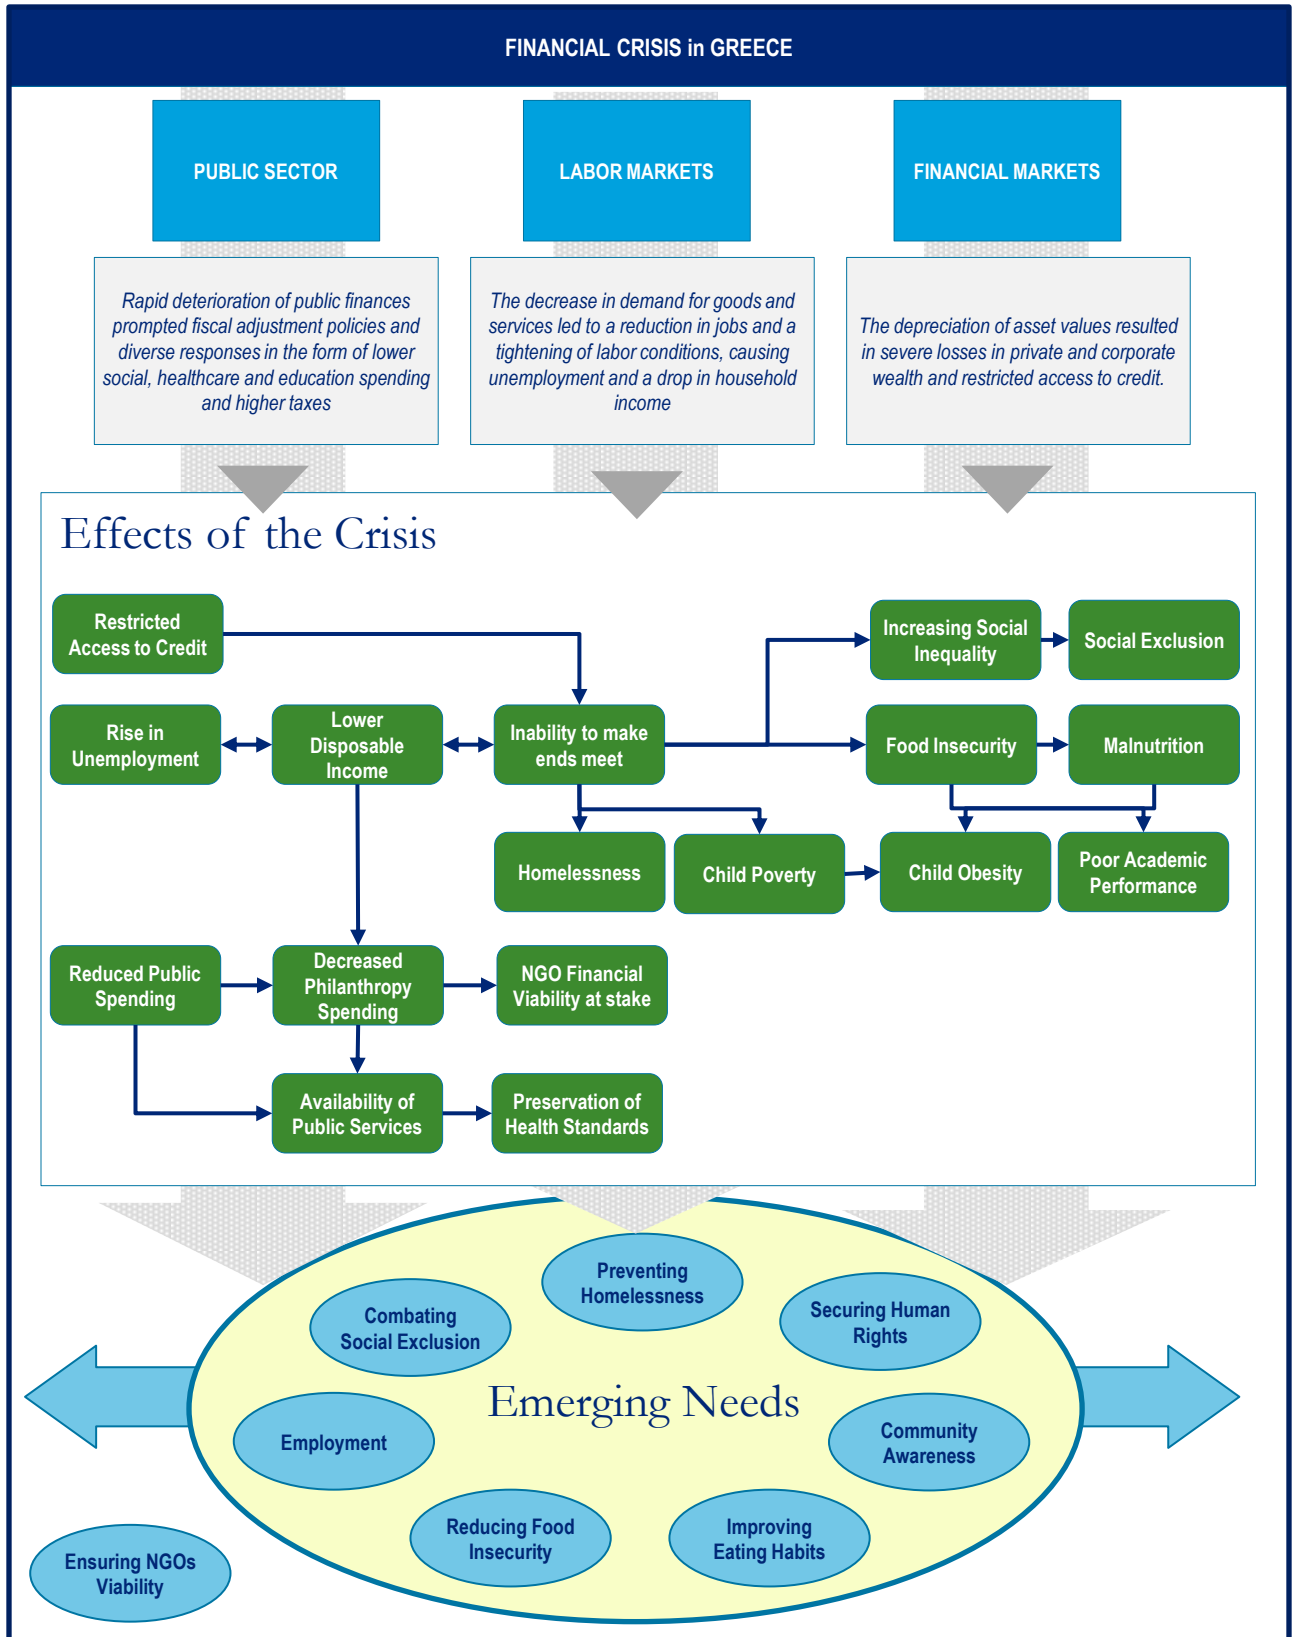 FINANCIAL CRISIS in GREECE
PUBLIC SECTOR
LABOR MARKETS
FINANCIAL MARKETS
Rapid deterioration of public finances
prompted fiscal adjustment policies and
diverse responses in the form of lower
social, healthcare and education spending
and higher taxes
The decrease in demand for goods and
services led to a reduction in jobs and a
tightening of labor conditions, causing
unemployment and a drop in household
income
The depreciation of asset values resulted
in severe losses in private and corporate
wealth and restricted access to credit.
Effects of the Crisis
Restricted
Access to Credit
Increasing Social
Inequality
Social Exclusion
Rise in
Unemployment
Lower
Disposable
Income
Inability to make
ends meet
Food Insecurity
Malnutrition
Homelessness
Child Poverty
Child Obesity
Poor Academic
Performance
Reduced Public
Spending
Decreased
Philanthropy
Spending
NGO Financial
Viability at stake
Availability of
Public Services
Preservation of
Health Standards
Preventing
Homelessness
Combating
Social Exclusion
Securing Human
Rights
Emerging Needs
Employment
Community
Awareness
Reducing Food
Insecurity
Improving
Eating Habits
Ensuring NGOs
Viability